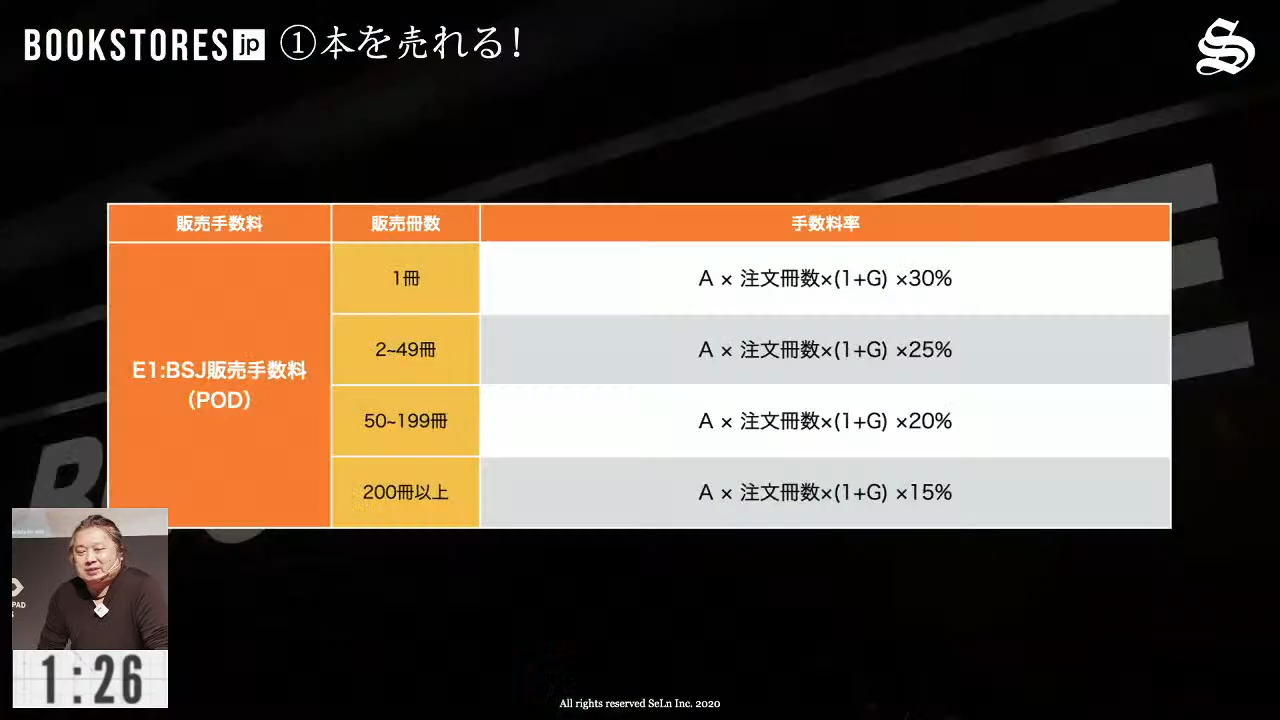 BOOKSTORES.jp ①本を売れる！
販売手数料 販売冊数 手数料率
E1:BSJ販売手数料
（POD）
1冊 A × 注文冊数×(1+G) ×30%
2~49冊 A × 注文冊数×(1+G) ×25%
50~199冊 A × 注文冊数×(1+G) ×20%
200冊以上 A × 注文冊数×(1+G) ×15%
PAD
1:26
All rights reserved SeLn Inc. 2020